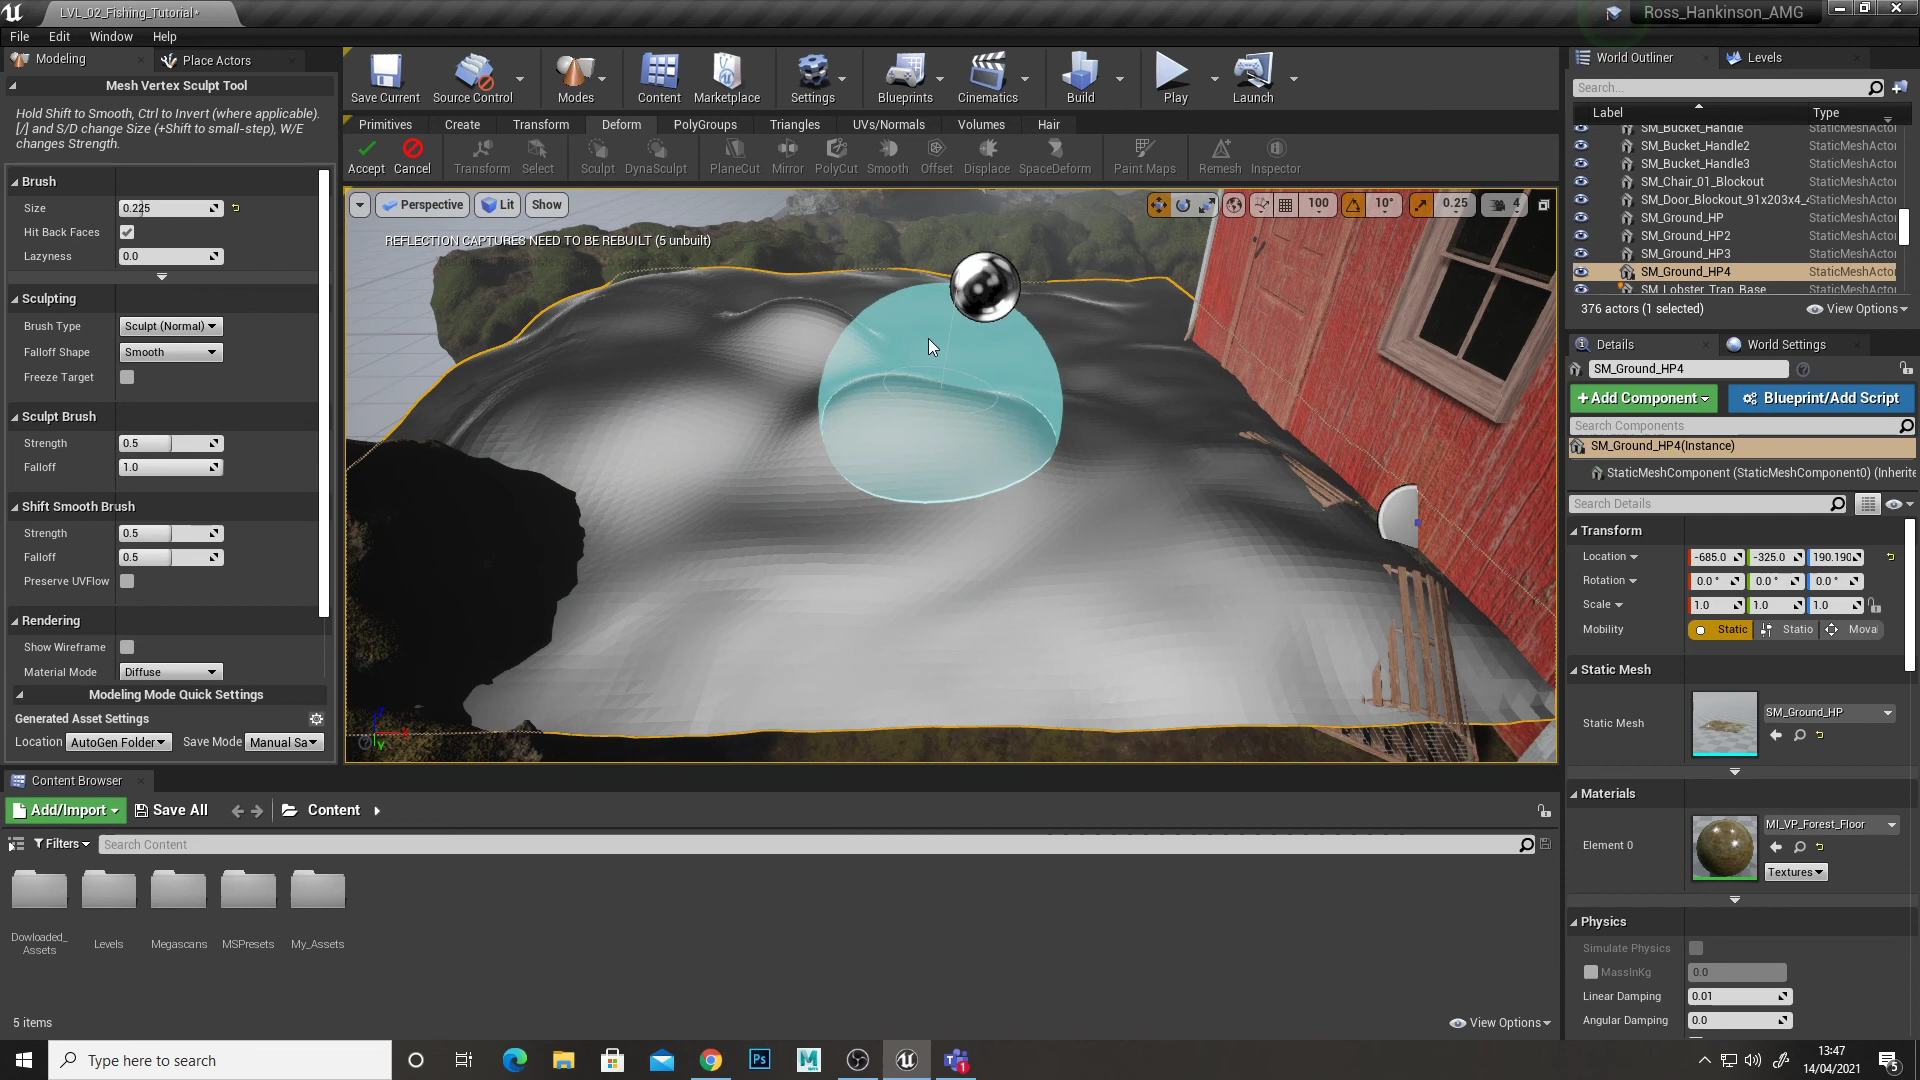 LVL_02_Fishing_Tutorial*
Ross_Hankinson_AMG
File Edit Window Help
Modeling
Place Actors
Mesh Vertex Sculpt Tool
Hold Shift to Smooth, Ctrl to Invert (where applicable).
[/] and S/D change Size (+Shift to small-step), W/E
changes Strength.
Brush
Size 0.225
Hit Back Faces
Lazyness 0.0
Sculpting
Brush Type Sculpt (Normal)
Falloff Shape Smooth
Freeze Target
Sculpt Brush
Strength 0.5
Falloff 1.0
Shift Smooth Brush
Strength 0.5
Falloff 0.5
Preserve UVFlow
Rendering
Show Wireframe
Material Mode Diffuse
Modeling Mode Quick Settings
Generated Asset Settings
Location AutoGen Folder Save Mode Manual Sa
Save Current Source Control Modes Content Marketplace Settings Blueprints Cinematics Build Play Launch
Primitives Create Transform Deform PolyGroups Triangles UVs/Normals Volumes Hair
Accept Cancel Transform Select Sculpt DynaSculpt PlaneCut Mirror PolyCut Smooth Offset Displace SpaceDeform Paint Maps Remesh Inspector
Perspective Lit Show
100 10° 0.25 4
REFLECTION CAPTURES NEED TO BE REBUILT (5 unbuilt)
World Outliner Levels
Search...
Label Type
SM_Bucket_Handle StaticMeshActor
SM_Bucket_Handle2 StaticMeshActor
SM_Bucket_Handle3 StaticMeshActor
SM_Chair_01_Blockout StaticMeshActor
SM_Door_Blockout_91x203x4_ StaticMeshActor
SM_Ground_HP StaticMeshActor
SM_Ground_HP2 StaticMeshActor
SM_Ground_HP3 StaticMeshActor
SM_Ground_HP4 StaticMeshActor
SM_Lobster_Trap_Base StaticMeshActor
376 actors (1 selected) View Options
Details World Settings
SM_Ground_HP4
+Add Component Blueprint/Add Script
Search Components
SM_Ground_HP4(Instance)
StaticMeshComponent (StaticMeshComponent0) (Inherite
Search Details
Transform
Location -685.0 -325.0 190.190
Rotation 0.0 ° 0.0 ° 0.0 °
Scale 1.0 1.0 1.0
Mobility Static Statio Mova
Static Mesh
Static Mesh SM_Ground_HP
Materials
Element 0 MI_VP_Forest_Floor
Textures
Physics
Simulate Physics
MassInKg 0.0
Linear Damping 0.01
Angular Damping 0.0
Content Browser
Add/Import Save All Content
Filters Search Content
Dowloaded_
Assets
Levels
Megascans
MSPresets
My_Assets
5 items
View Options
Type here to search
Ps
M
1
13:47
14/04/2021
5